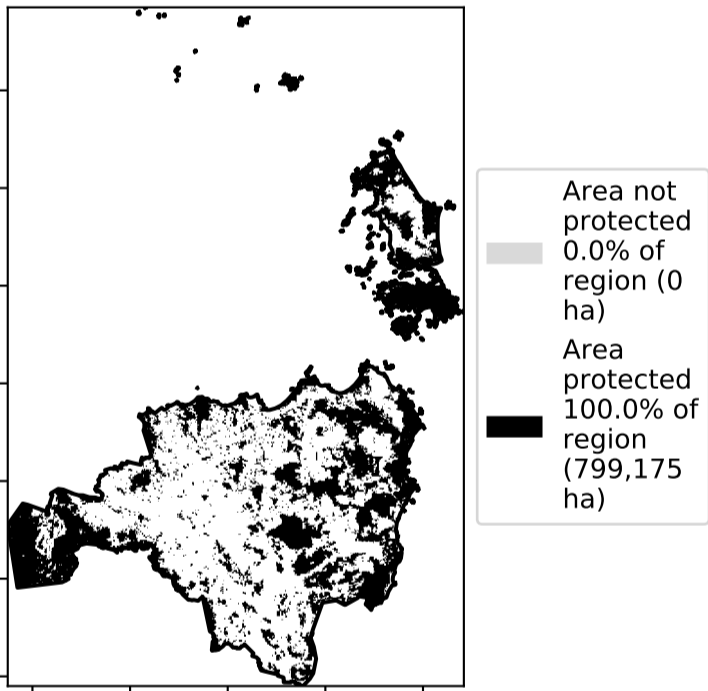 Area not
protected
0.0% of
region (0
ha)
Area
protected
100.0% of
region
(799,175
ha)